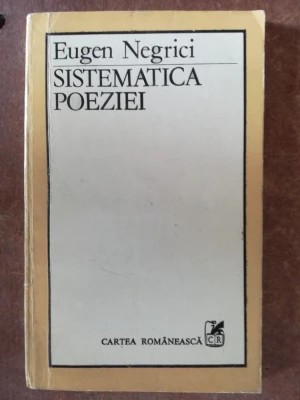 Eugen Negrici
SISTEMATICA
POEZIEI
CARTEA ROMÂNEASCĂ
CR